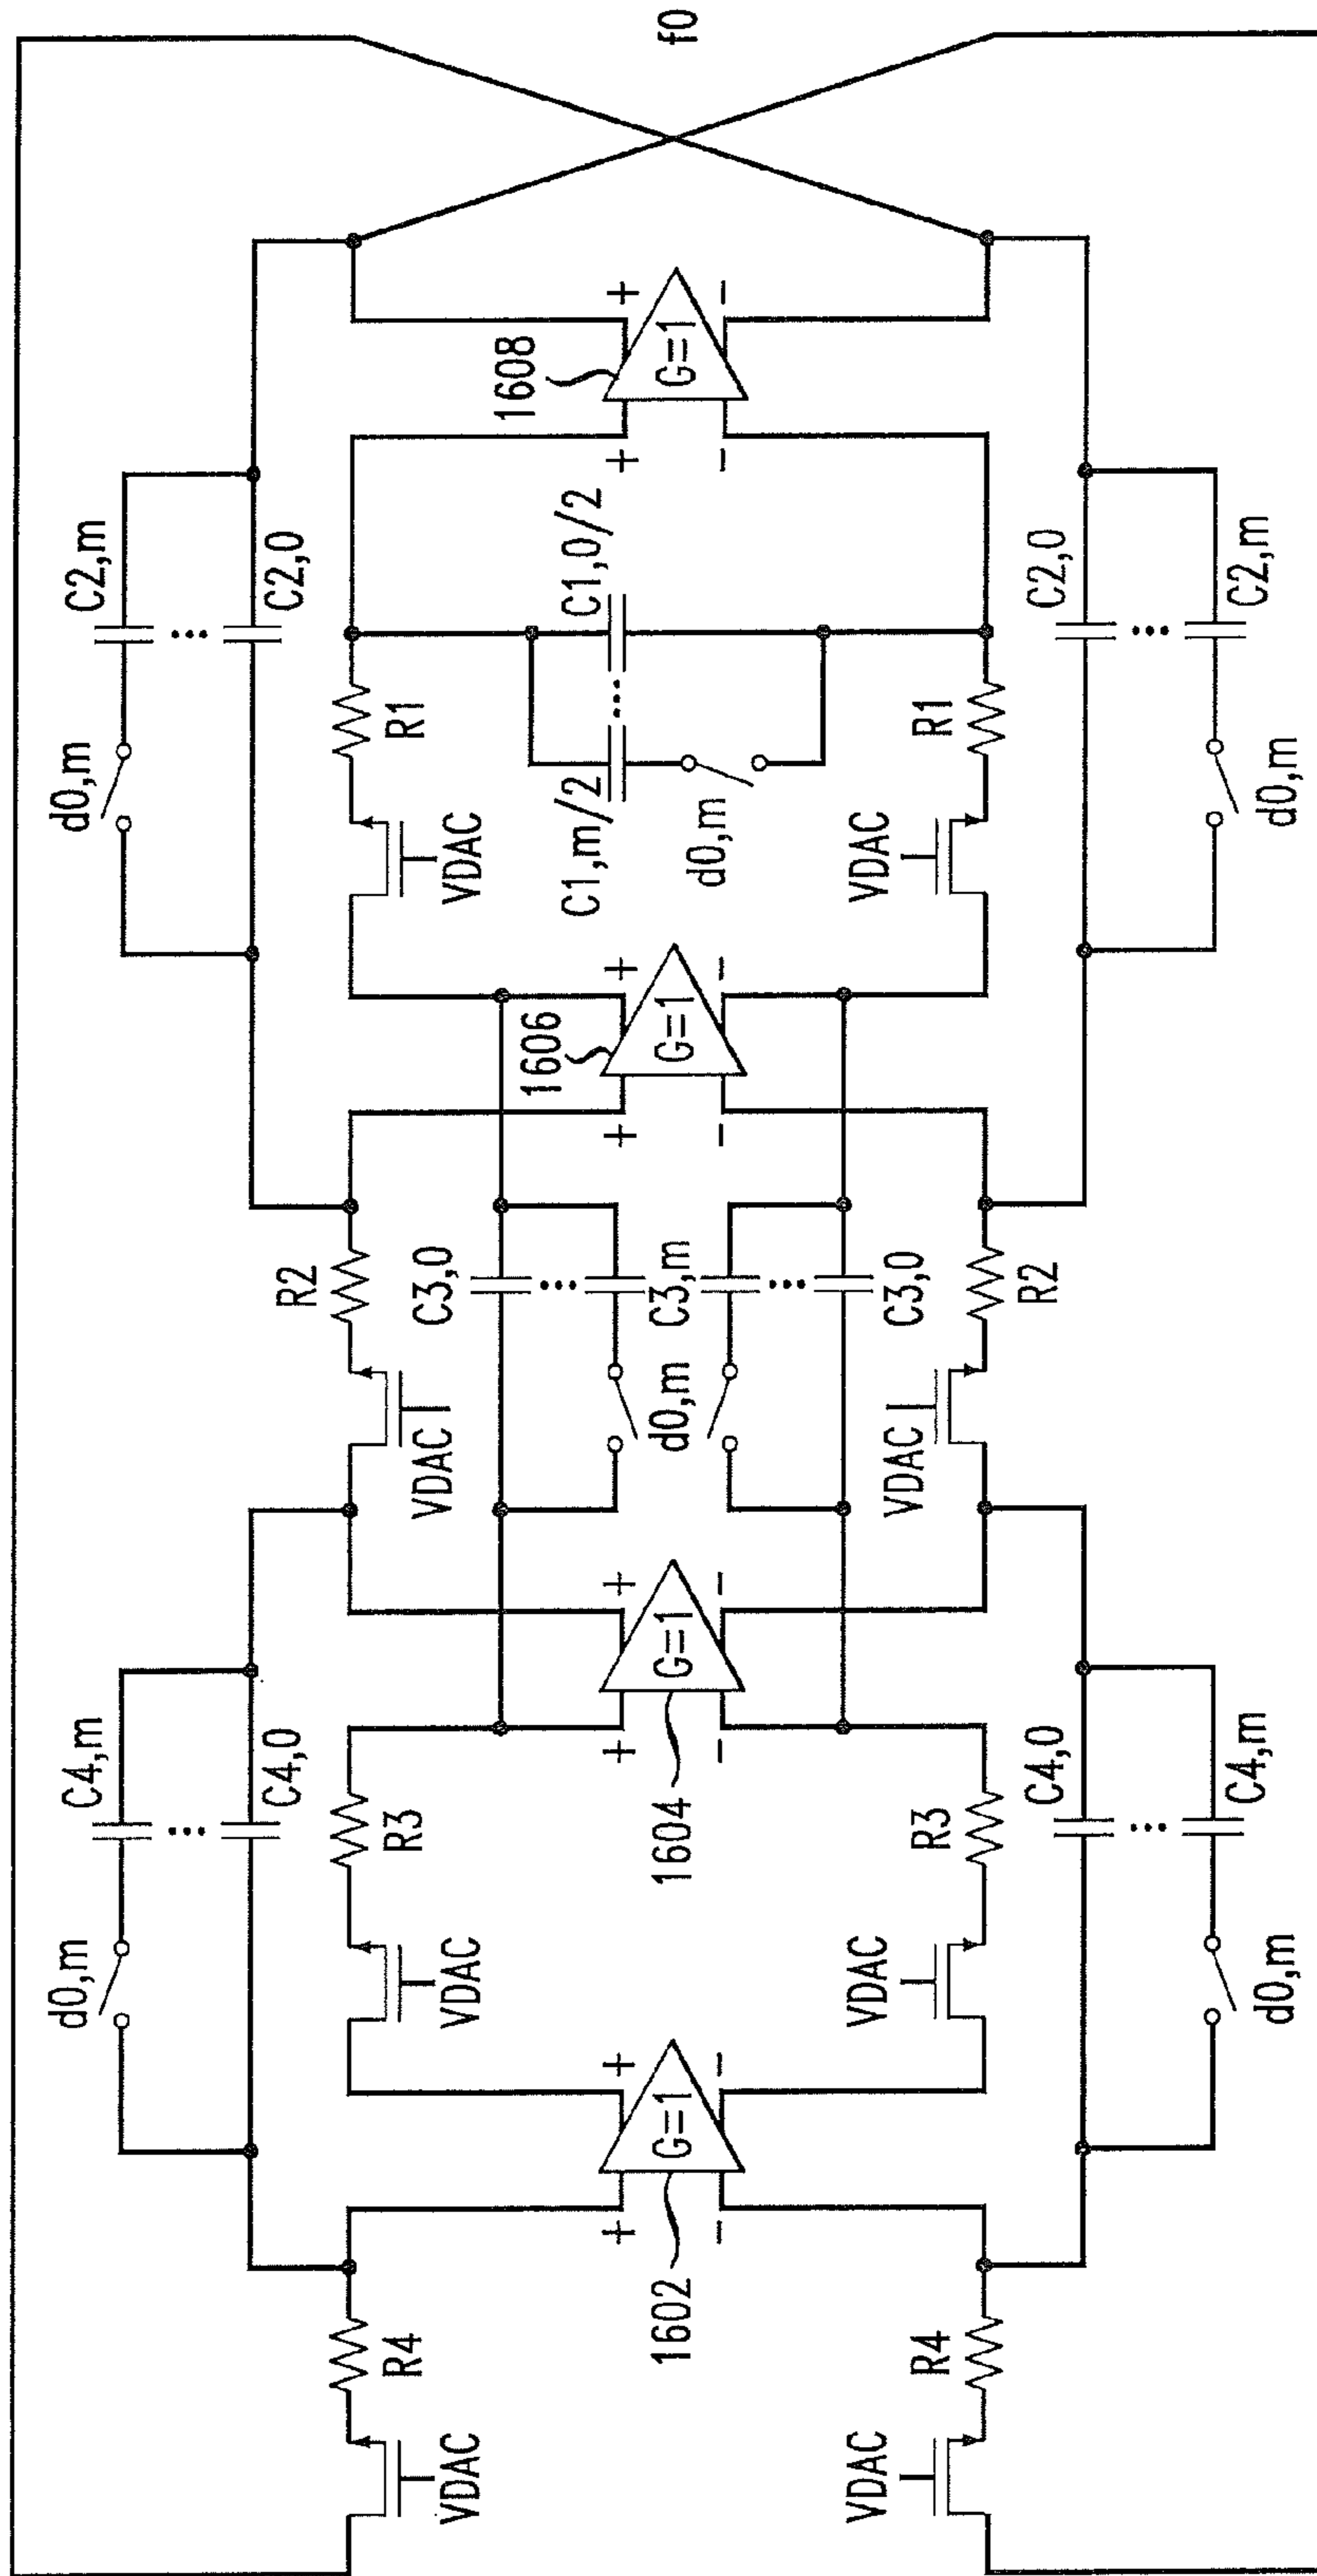 d0,m
C4,m
d0,m
C2,m
C4,0
C2,0
R4
R3
R2
R1
VDAC
VDAC
VDAC
VDAC
C3,0
1606
1608
C1,m/2
C1,0/2
+ +
+ +
+ +
+ +
G=1
G=1
G=1
G=1
1602
1604
d0,m
C3,m
d0,m
f0
– –
– –
– –
– –
VDAC
VDAC
VDAC
VDAC
C3,0
R4
R3
R2
R1
C4,0
C2,0
C4,m
C2,m
d0,m
d0,m